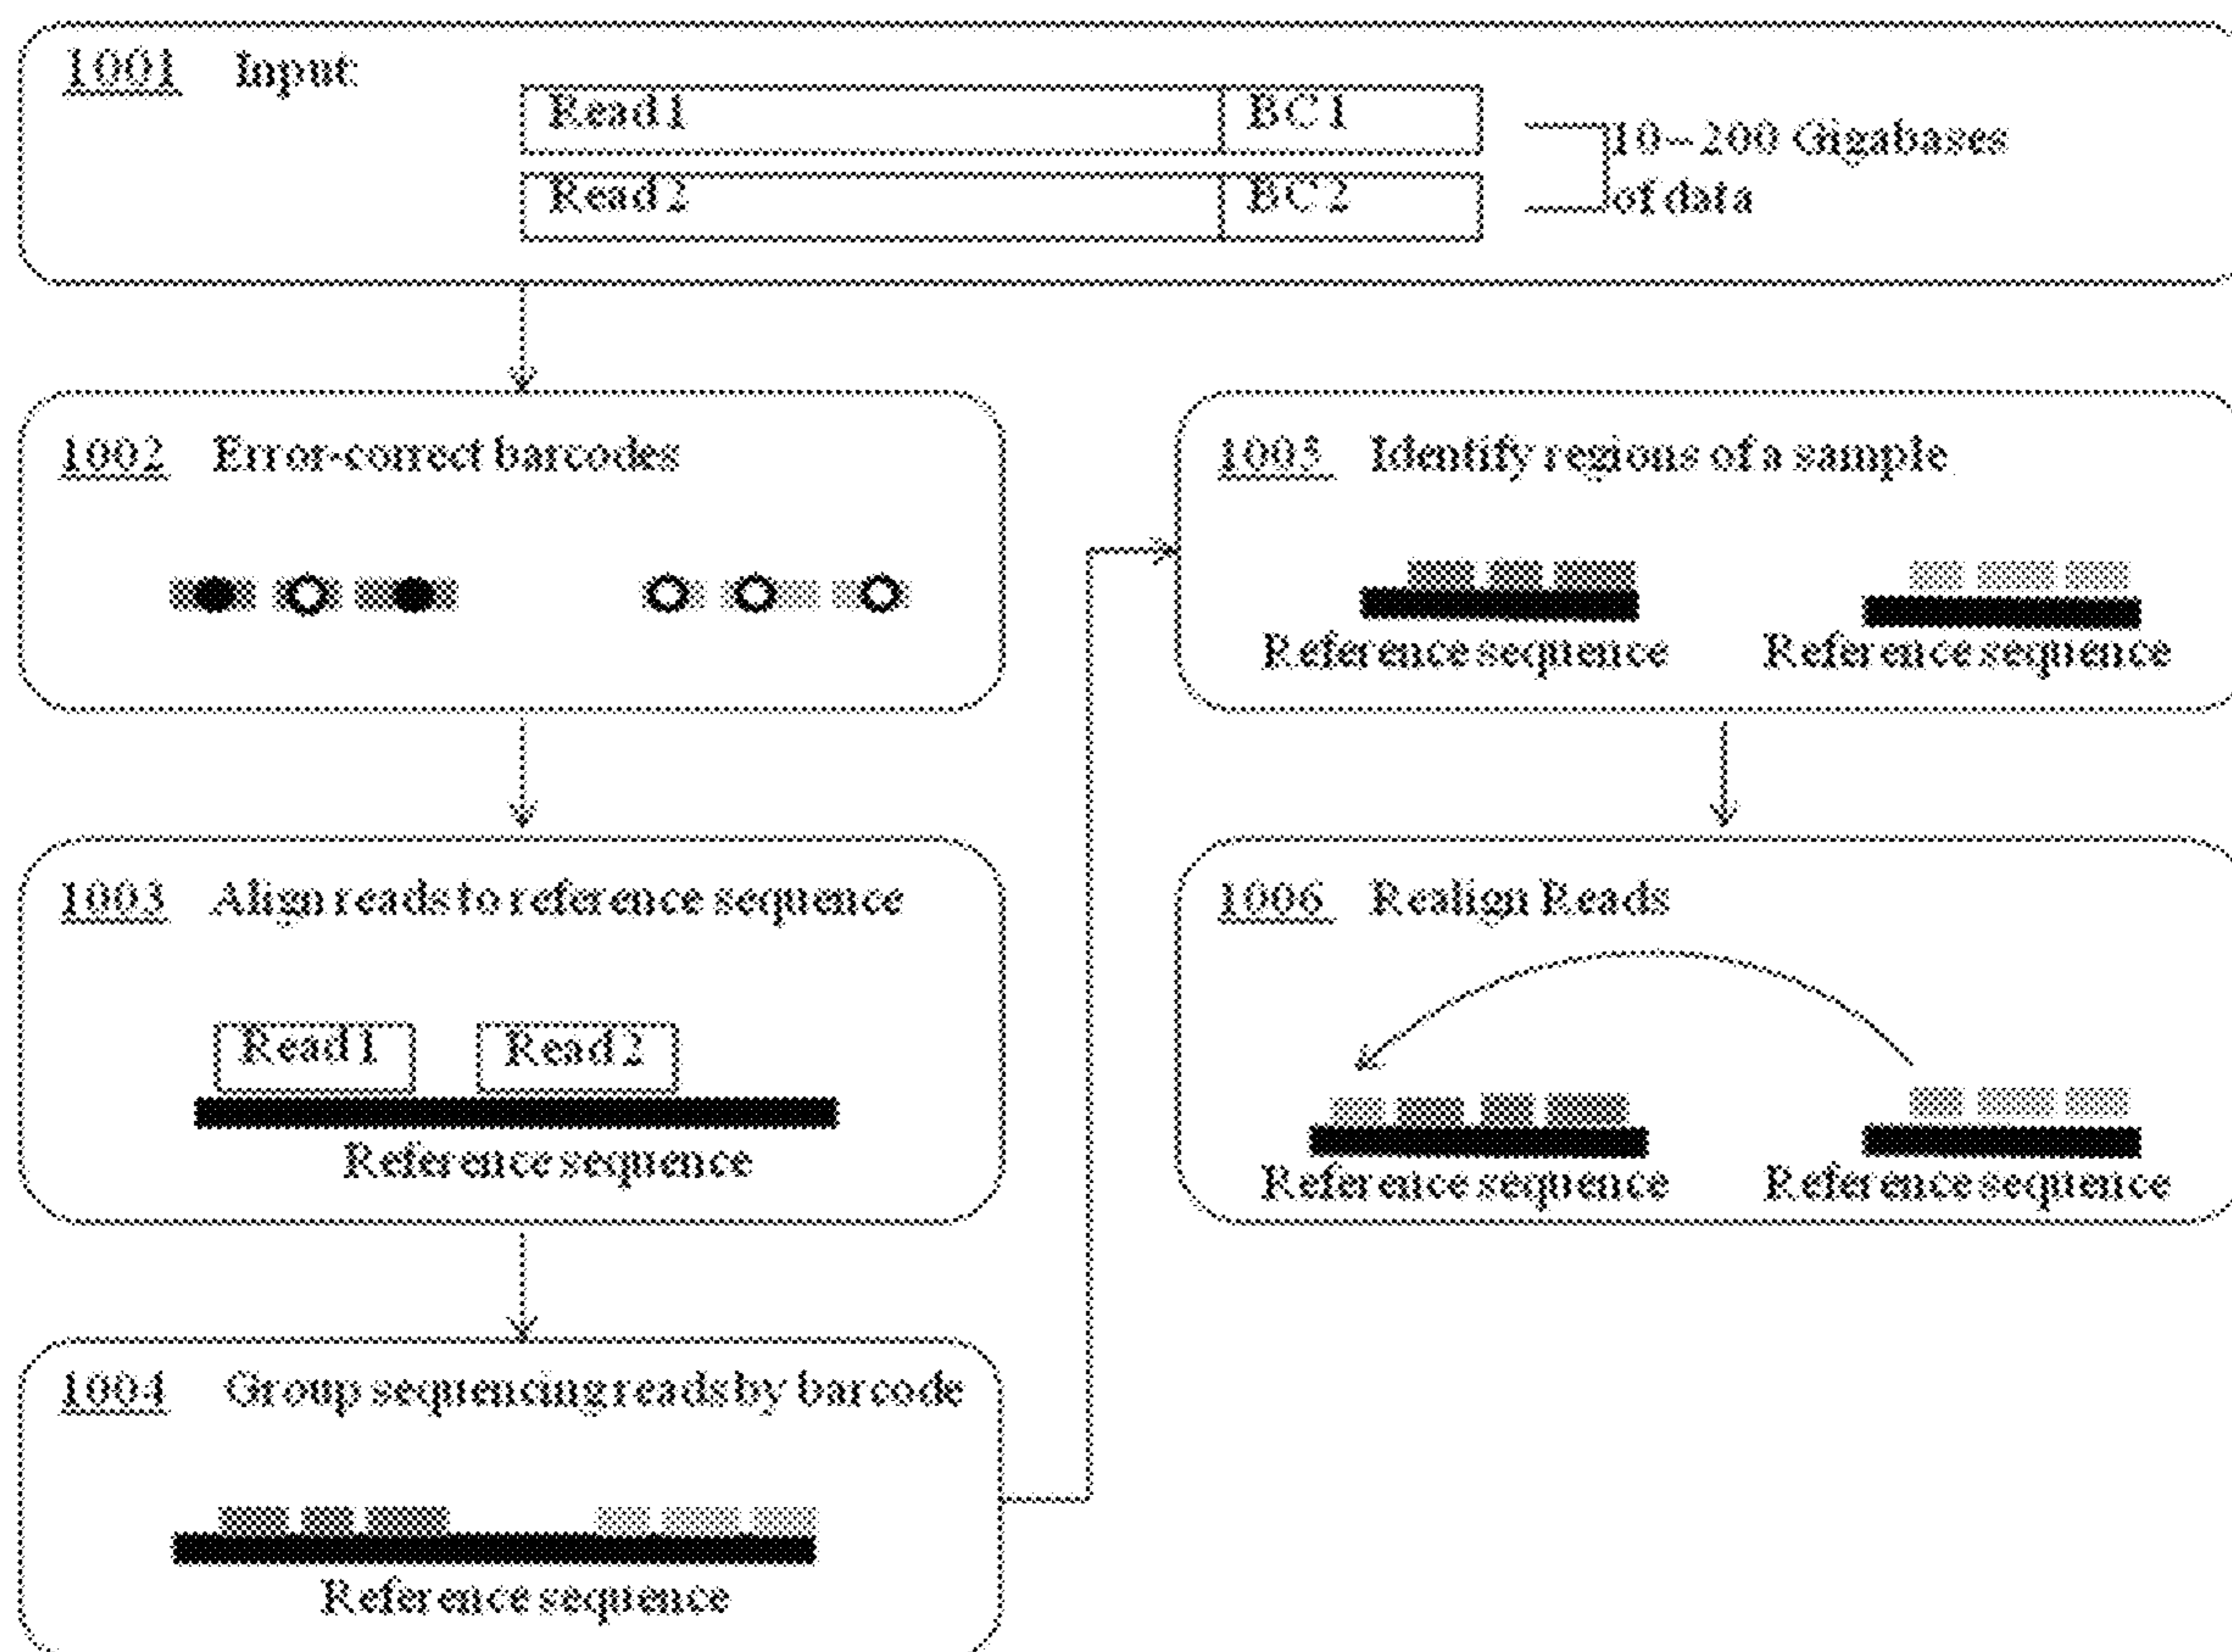 1001 Input
Read1 BC1
Read2 BC2
10--200 Gigabases
of data
1002 Error-correct barcodes
1003 Align reads to reference sequence
Read1 Read2
Reference sequence
1004 Group sequencing reads by barcode
Reference sequence
1005 Identify regions of a sample
Reference sequence Reference sequence
1006 Realign Reads
Reference sequence Reference sequence